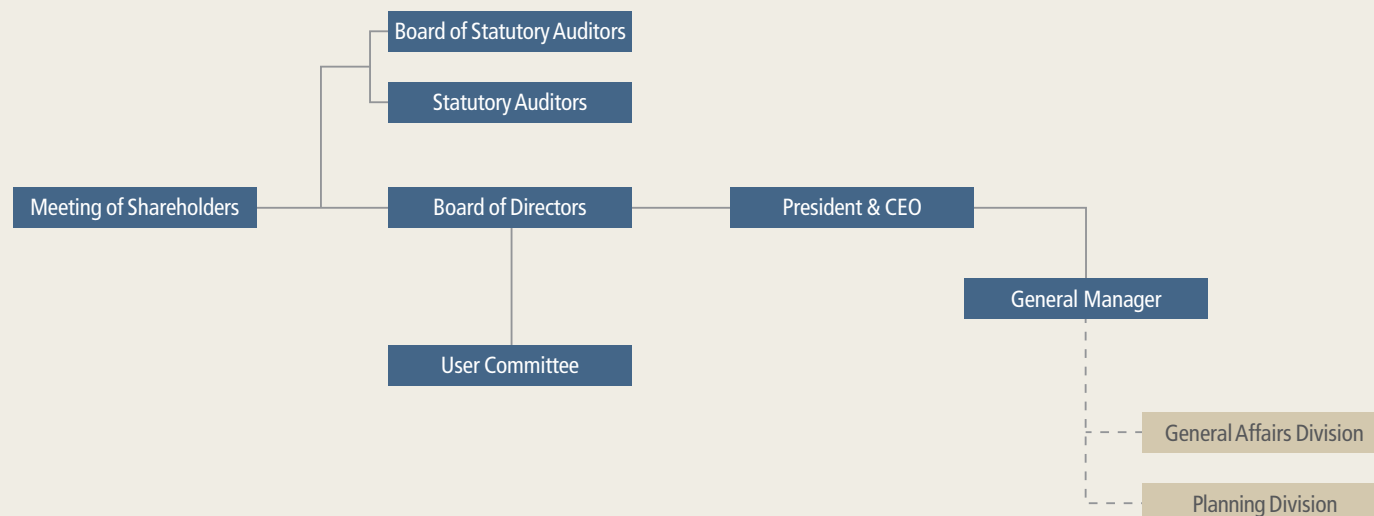 Board of Statutory Auditors
Statutory Auditors
Meeting of Shareholders
Board of Directors
President & CEO
General Manager
User Committee
General Affairs Division
Planning Division